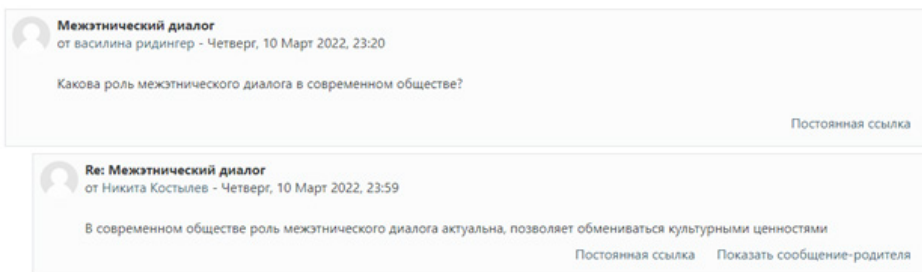 Межэтнический диалог
от василина ридингер - Четверг, 10 Март 2022, 23:20
Какова роль межэтнического диалога в современном обществе?
Постоянная ссылка
Re: Межэтнический диалог
от Никита Костылев - Четверг, 10 Март 2022, 23:59
В современном обществе роль межэтнического диалога актуальна, позволяет обмениваться культурными ценностями
Постоянная ссылка Показать сообщение-родителя